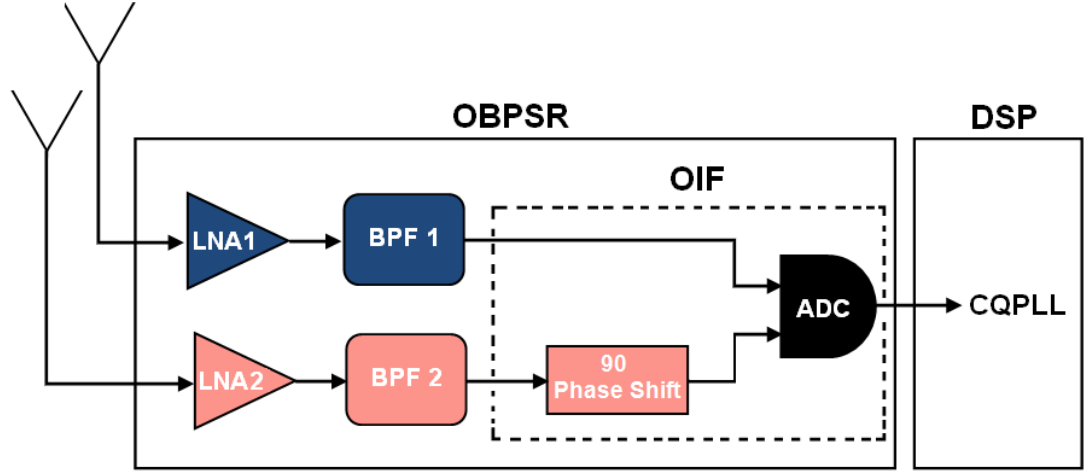 OBPSR
DSP
OIF
LNA1
BPF 1
ADC
CQPLL
LNA2
BPF 2
90
Phase Shift